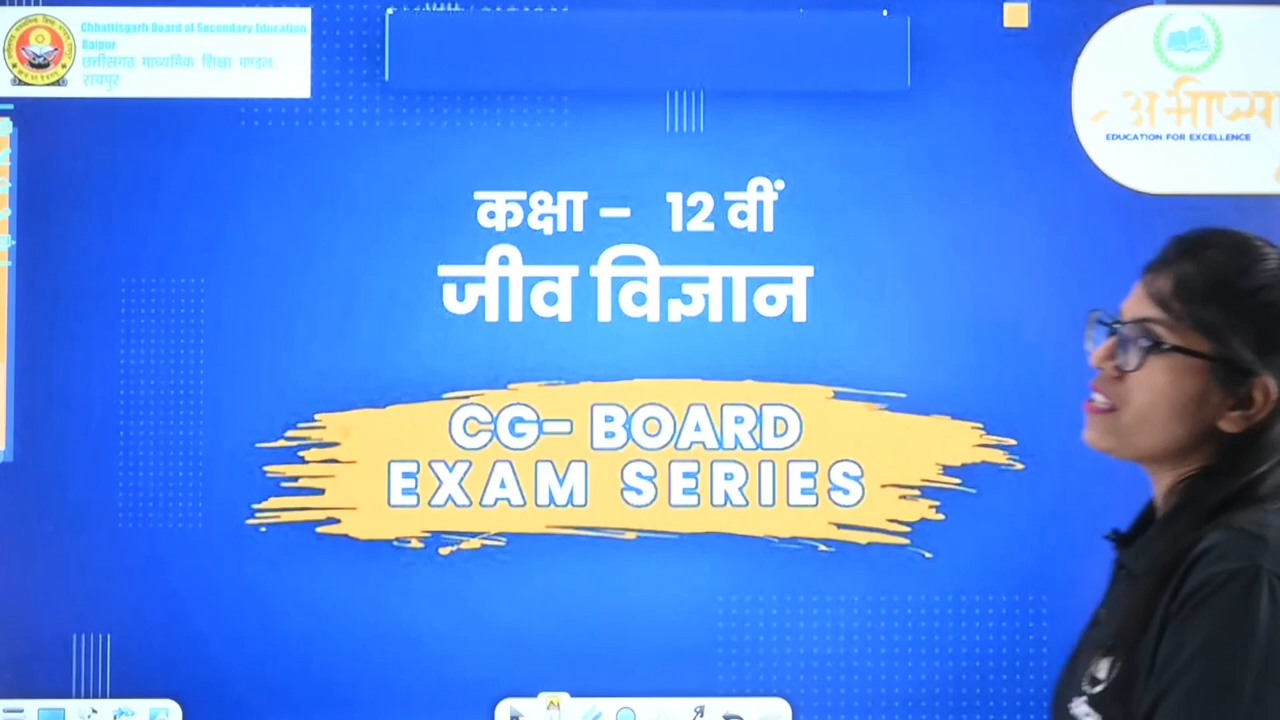 Chhattisgarh Board of Secondary Education
Raipur
छत्तीसगढ़ माध्यमिक शिक्षा मण्डल,
रायपुर
EDUCATION FOR EXCELLENCE
कक्षा – 12 वीं
जीव विज्ञान
CG- BOARD
EXAM SERIES